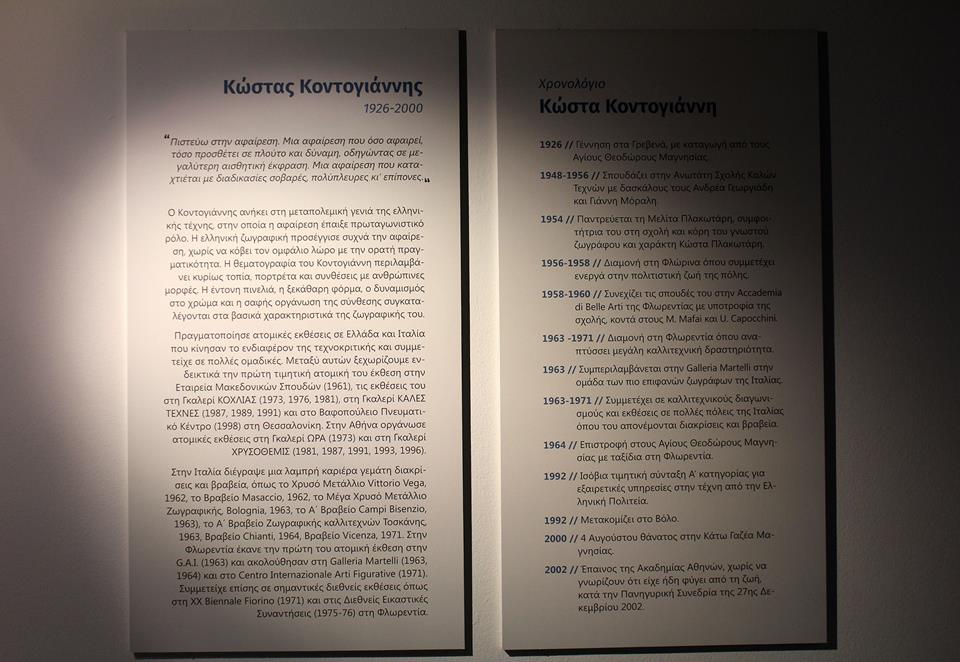 Κώστας Κοντογιάννης
1926-2000
“Πιστεύω στην αφαίρεση. Μια αφαίρεση που όσο αφαιρεί,
τόσο προσθέτει σε πλούτο και δύναμη, οδηγώντας σε με-
γαλύτερη αισθητική έκφραση. Μια αφαίρεση που κατα-
χτιέται με διαδικασίες σοβαρές, πολύπλευρες κι' επίπονες.„
Ο Κοντογιάννης ανήκει στη μεταπολεμική γενιά της ελληνι-
κής τέχνης, στην οποία η αφαίρεση έπαιξε πρωταγωνιστικό
ρόλο. Η ελληνική ζωγραφική προσέγγισε συχνά την αφαίρε-
ση, χωρίς να κόβει τον ομφάλιο λώρο με την ορατή πραγ-
ματικότητα. Η θεματογραφία του Κοντογιάννη περιλαμβά-
νει κυρίως τοπία, πορτρέτα και συνθέσεις με ανθρώπινες
μορφές. Η έντονη πινελιά, η ξεκάθαρη φόρμα, ο δυναμισμός
στο χρώμα και η σαφής οργάνωση της σύνθεσης συγκατα-
λέγονται στα βασικά χαρακτηριστικά της ζωγραφικής του.
Πραγματοποίησε ατομικές εκθέσεις σε Ελλάδα και Ιταλία
που κίνησαν το ενδιαφέρον της τεχνοκριτικής και συμμε-
τείχε σε πολλές ομαδικές. Μεταξύ αυτών ξεχωρίζουμε εν-
δεικτικά την πρώτη τιμητική ατομική του έκθεση στην
Εταιρεία Μακεδονικών Σπουδών (1961), τις εκθέσεις του
στη Γκαλερί ΚΟΧΛΙΑΣ (1973, 1976, 1981), στη Γκαλερί ΚΑΛΕΣ
ΤΕΧΝΕΣ (1987, 1989, 1991) και στο Βαφοπούλειο Πνευματι-
κό Κέντρο (1998) στη Θεσσαλονίκη. Στην Αθήνα οργάνωσε
ατομικές εκθέσεις στη Γκαλερί ΩΡΑ (1973) και στη Γκαλερί
ΧΡΥΣΟΘΕΜΙΣ (1981, 1987, 1991, 1993, 1996).
Στην Ιταλία διέγραψε μια λαμπρή καριέρα γεμάτη διακρί-
σεις και βραβεία, όπως το Χρυσό Μετάλλιο Vittorio Vega,
1962, το Βραβείο Masaccio, 1962, το Μέγα Χρυσό Μετάλλιο
Ζωγραφικής, Bolognia, 1963, το Α΄ Βραβείο Campi Bisenzio,
1963), το Α΄ Βραβείο Ζωγραφικής καλλιτεχνών Τοσκάνης,
1963, Βραβείο Chianti, 1964, Βραβείο Vicenza, 1971. Στην
Φλωρεντία έκανε την πρώτη του ατομική έκθεση στην
G.A.I. (1963) και ακολούθησαν στη Galleria Martelli (1963,
1964) και στο Centro Internazionale Arti Figurative (1971).
Συμμετείχε επίσης σε σημαντικές διεθνείς εκθέσεις όπως
στη XX Biennale Fiorino (1971) και στις Διεθνείς Εικαστικές
Συναντήσεις (1975-76) στη Φλωρεντία.
Χρονολόγιο
Κώστα Κοντογιάννη
1926 // Γέννηση στα Γρεβενά, με καταγωγή από τους
Αγίους Θεοδώρους Μαγνησίας.
1948-1956 // Σπουδάζει στην Ανωτάτη Σχολής Καλών
Τεχνών με δασκάλους τους Ανδρέα Γεωργιάδη
και Γιάννη Μόραλη.
1954 // Παντρεύεται τη Μελίτα Πλακωτάρη, συμφοι-
τήτρια του στη σχολή και κόρη του γνωστού
ζωγράφου και χαράκτη Κώστα Πλακωτάρη.
1956-1958 // Διαμονή στη Φλώρινα όπου συμμετέχει
ενεργά στην πολιτιστική ζωή της πόλης.
1958-1960 // Συνεχίζει τις σπουδές του στην Accademia
di Belle Arti της Φλωρεντίας με υποτροφία της
σχολής, κοντά στους M. Mafai και U. Capocchini.
1963 -1971 // Διαμονή στη Φλωρεντία όπου ανα-
πτύσσει μεγάλη καλλιτεχνική δραστηριότητα.
1963 // Συμπεριλαμβάνεται στην Galleria Martelli στην
ομάδα των πιο επιφανών ζωγράφων της Ιταλίας.
1963-1971 // Συμμετέχει σε καλλιτεχνικούς διαγωνι-
σμούς και εκθέσεις σε πολλές πόλεις της Ιταλίας
όπου του απονέμονται διακρίσεις και βραβεία.
1964 // Επιστροφή στους Αγίους Θεοδώρους Μαγνη-
σίας με ταξίδια στη Φλωρεντία.
1992 // Ισόβια τιμητική σύνταξη Α' κατηγορίας για
εξαιρετικές υπηρεσίες στην τέχνη από την Ελ-
ληνική Πολιτεία.
1992 // Μετακομίζει στο Βόλο.
2000 // 4 Αυγούστου θάνατος στην Κάτω Γαζέα Μα-
γνησίας.
2002 // Έπαινος της Ακαδημίας Αθηνών, χωρίς να
γνωρίζουν ότι είχε ήδη φύγει από τη ζωή,
κατά την Πανηγυρική Συνεδρία της 27ης Δε-
κεμβρίου 2002.